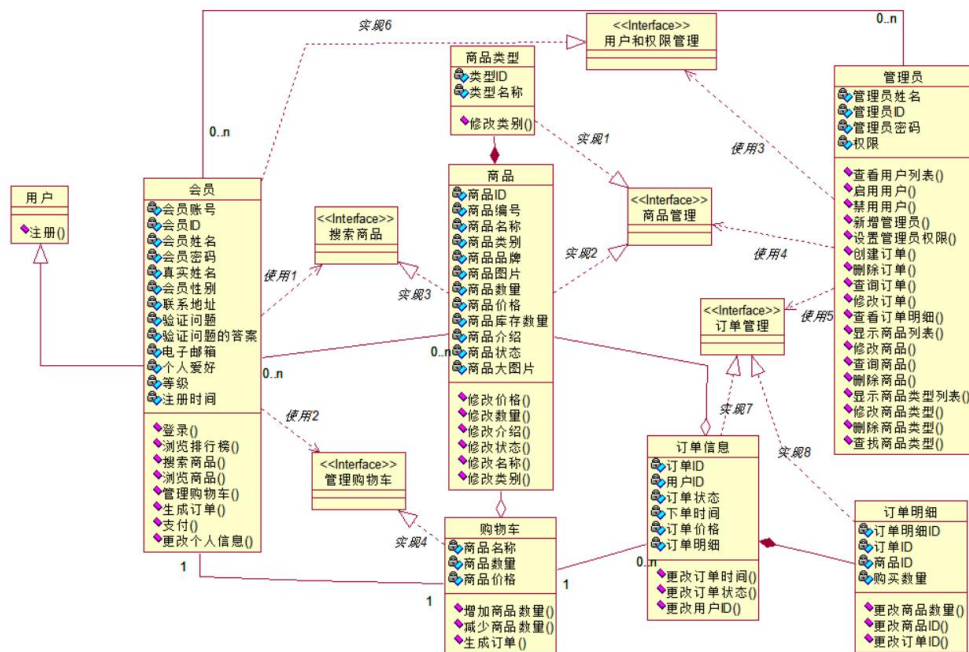 实现6
0..n
<<Interface>>
用户和权限管理
商品类型
类型ID
类型名称
修改类别()
管理员
管理员姓名
管理员ID
管理员密码
权限
查看用户列表()
启用用户()
禁用用户()
新增管理员()
设置管理员权限()
创建订单()
删除订单()
查询订单()
修改订单()
查看订单明细()
显示商品列表()
修改商品()
查询商品()
删除商品()
显示商品类型列表()
修改商品类型()
删除商品类型()
查找商品类型()
0..n
实现1
使用3
用户
注册()
会员
会员账号
会员ID
会员姓名
会员密码
真实姓名
会员性别
联系地址
验证问题
验证问题的答案
电子邮箱
个人爱好
等级
注册时间
登录()
浏览排行榜()
搜索商品()
浏览商品()
管理购物车()
生成订单()
支付()
更改个人信息()
<<Interface>>
搜索商品
使用1
实现3
商品
商品ID
商品编号
商品名称
商品类别
商品品牌
商品图片
商品数量
商品价格
商品库存数量
商品介绍
商品状态
商品大图片
修改价格()
修改数量()
修改介绍()
修改状态()
修改名称()
修改类别()
<<Interface>>
商品管理
实现2
使用4
<<Interface>>
订单管理
使用5
0..n
0..n
使用2
<<Interface>>
管理购物车
实现4
实现7
实现8
购物车
商品名称
商品数量
商品价格
增加商品数量()
减少商品数量()
生成订单()
订单信息
订单ID
用户ID
订单状态
下单时间
订单价格
订单明细
更改订单时间()
更改订单状态()
更改用户ID()
订单明细
订单明细ID
订单ID
商品ID
购买数量
更改商品数量()
更改商品ID()
更改订单ID()
0..n
1
1
1